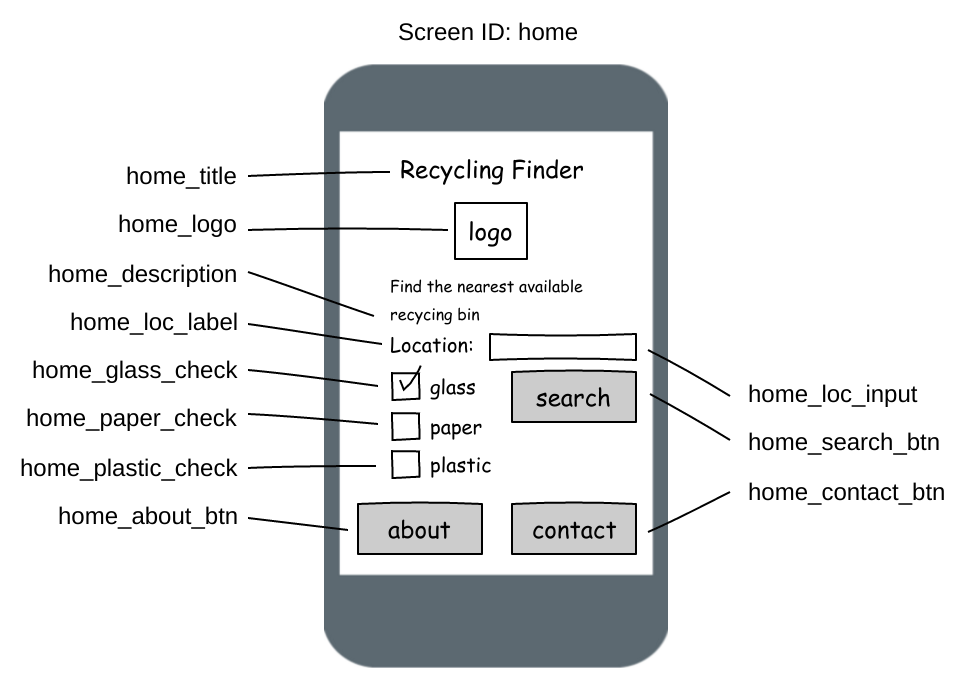 Screen ID: home
home_title
Recycling Finder
home_logo
logo
home_description
Find the nearest available
recycing bin
home_loc_label
Location:
home_glass_check
glass
search
home_loc_input
home_paper_check
paper
home_search_btn
home_plastic_check
plastic
home_contact_btn
home_about_btn
about
contact